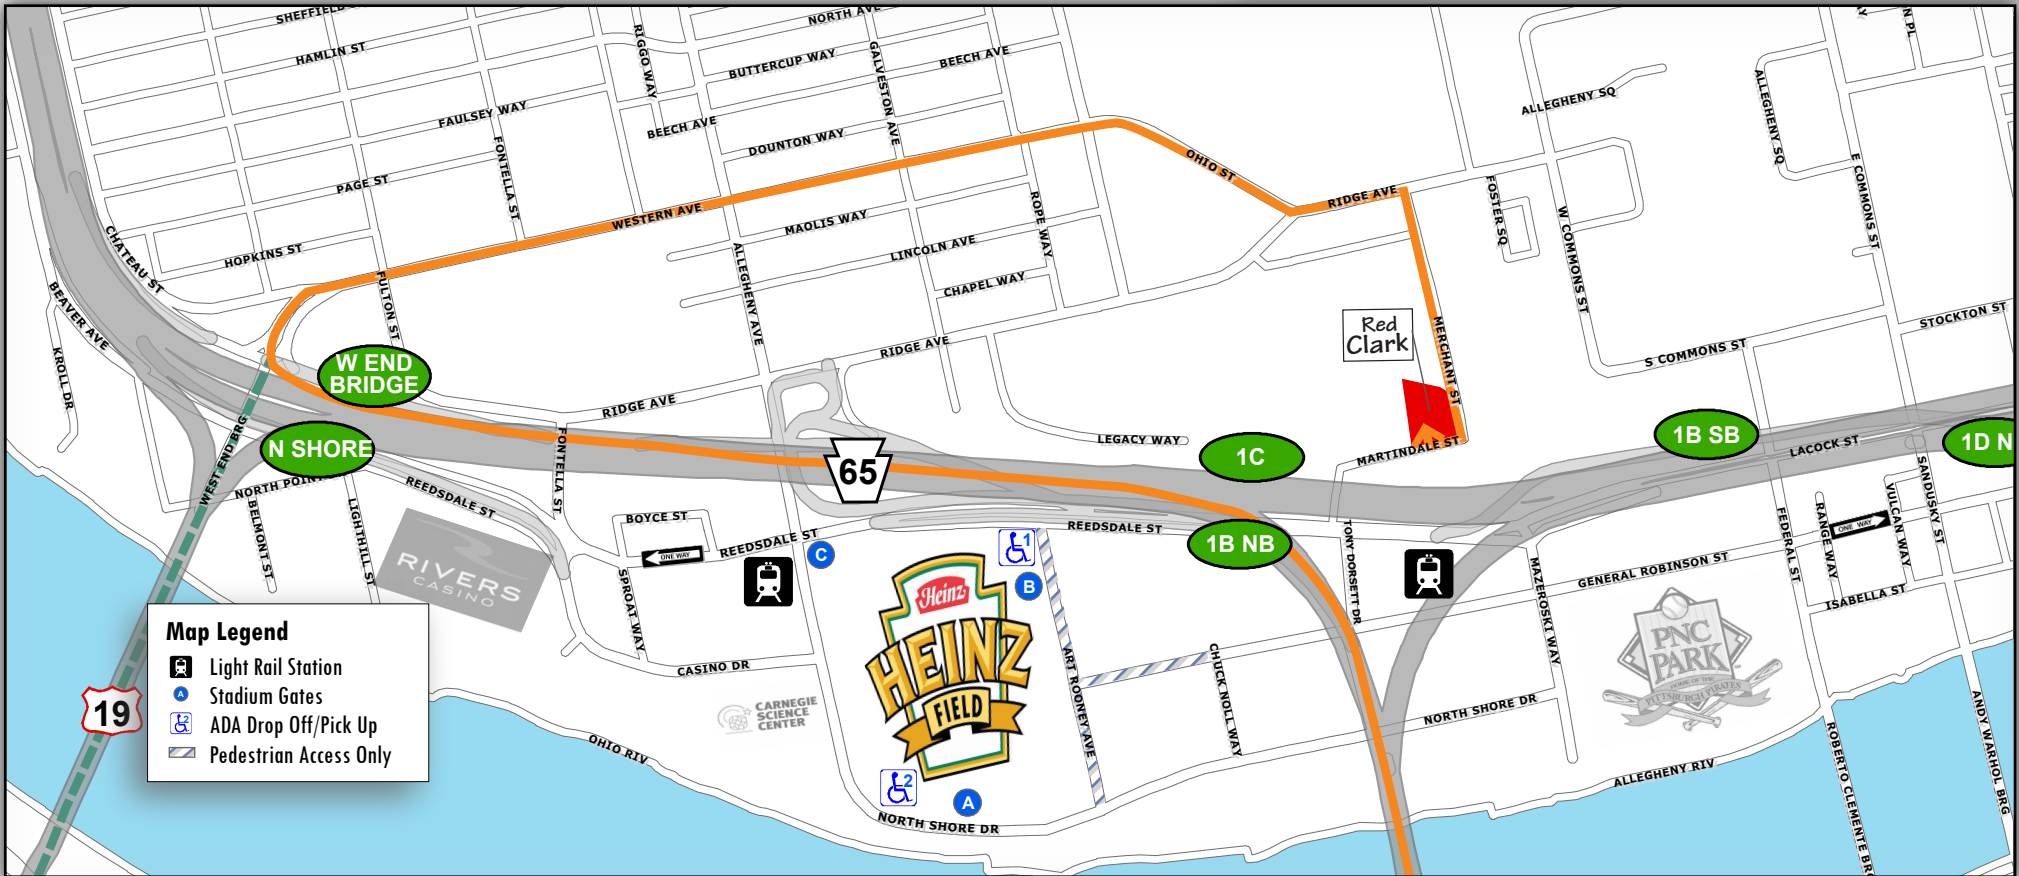 SHEFFIELD
NORTH AVE
HAMLIN ST
RIGGO WAY
BUTTERCUP WAY
GALVESTON AVE
BEECH AVE
FAULSEY WAY
BEECH AVE
DOUNTON WAY
FONTELLA ST
PAGE ST
WESTERN AVE
MAOLIS WAY
ROPE WAY
LINCOLN AVE
CHAPEL WAY
HOPKINS ST
CHATEAU ST
BEAVER AVE
KROLL DR
FULTON ST
ALLEGHENY AVE
RIDGE AVE
RIDGE AVE
OHIO ST
RIDGE AVE
ALLEGHENY SQ
ALLEGHENY SQ
E COMMONS ST
N PL
FOSTER SQ
W COMMONS ST
S COMMONS ST
STOCKTON ST
MERCHANT ST
Red
Clark
MARTINDALE ST
LEGACY WAY
W END
BRIDGE
N SHORE
65
1C
1B NB
1B SB
1D N
LACOCK ST
SANDUSKY ST
VULCAN WAY
RANGE WAY
ONE WAY
FEDERAL ST
ISABELLA ST
GENERAL ROBINSON ST
MAZEROSKI WAY
TONY DORSETT DR
WEST END BRG
NORTH POINT
BELMONT ST
LIGHTHILL ST
REEDSDALE ST
FONTELLA ST
BOYCE ST
ONE WAY
REEDSDALE ST
REEDSDALE ST
SPROAT WAY
CASINO DR
RIVERS
CASINO
C
1
B
Heinz
HEINZ
FIELD
ART ROONEY AVE
CHUCK NOLL WAY
NORTH SHORE DR
PNC
PARK
HOME OF THE
PITTSBURGH PIRATES
CARNEGIE
SCIENCE
CENTER
2
A
NORTH SHORE DR
OHIO RIV
ALLEGHENY RIV
ROBERTO CLEMENTE BRG
ANDY WARHOL BRG
19
Map Legend
Light Rail Station
A
Stadium Gates
2
ADA Drop Off/Pick Up
Pedestrian Access Only